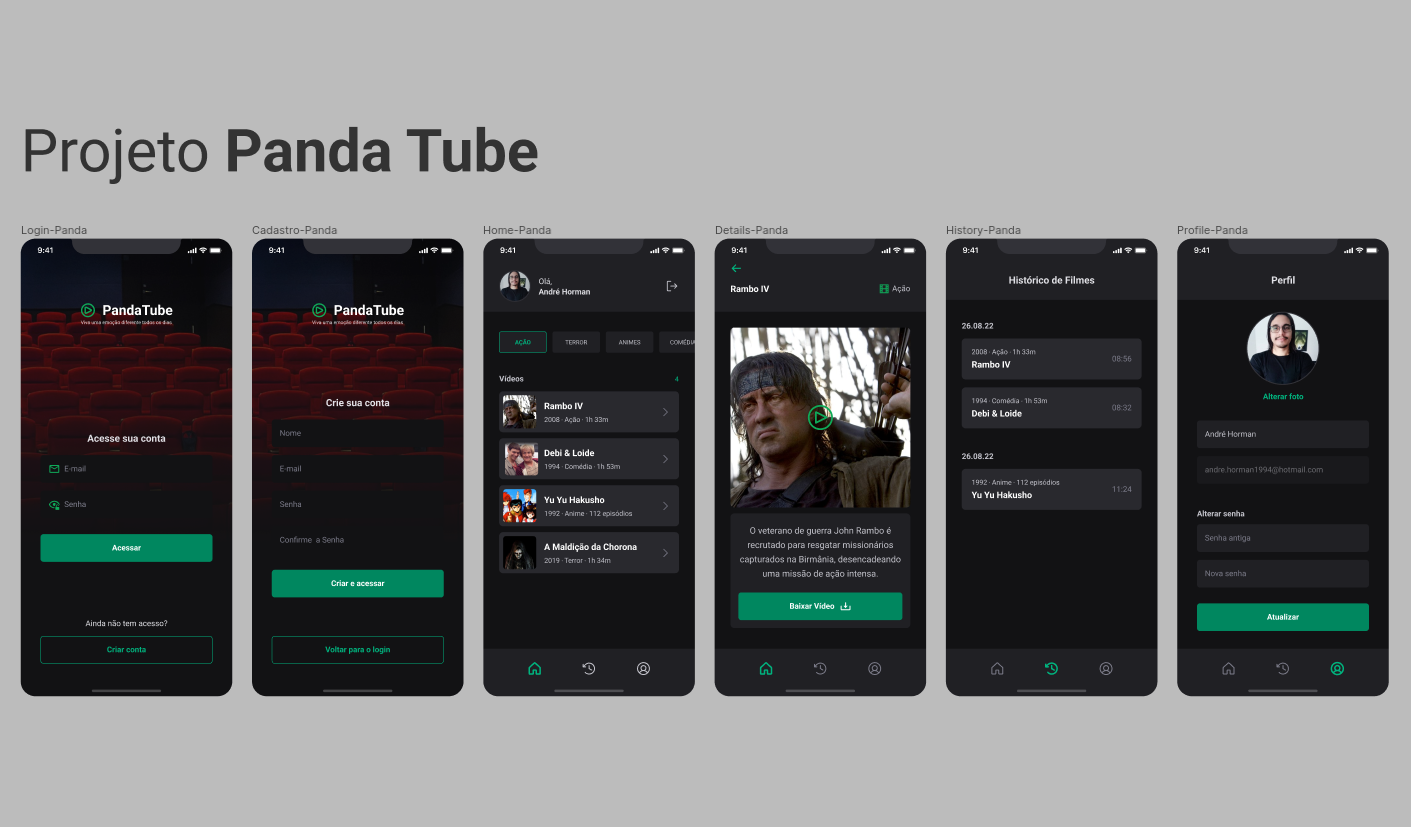 Projeto Panda Tube
Login-Panda
9:41
PandaTube
Viva uma emoção diferente todos os dias.
Acesse sua conta
E-mail
Senha
Acessar
Ainda não tem acesso?
Criar conta
Cadastro-Panda
9:41
PandaTube
Viva uma emoção diferente todos os dias.
Crie sua conta
Nome
E-mail
Senha
Confirme a Senha
Criar e acessar
Voltar para o login
Home-Panda
9:41
Olá,
André Horman
AÇÃO TERROR ANIMES COMÉDIA
Vídeos 4
Rambo IV
2008 · Ação · 1h 33m
Debi & Loide
1994 · Comédia · 1h 53m
Yu Yu Hakusho
1992 · Anime · 112 episódios
A Maldição da Chorona
2019 · Terror · 1h 34m
Details-Panda
9:41
Rambo IV Ação
O veterano de guerra John Rambo é
recrutado para resgatar missionários
capturados na Birmânia, desencadeando
uma missão de ação intensa.
Baixar Vídeo
History-Panda
9:41
Histórico de Filmes
26.08.22
2008 · Ação · 1h 33m
Rambo IV
08:56
1994 · Comédia · 1h 53m
Debi & Loide
08:32
26.08.22
1992 · Anime · 112 episódios
Yu Yu Hakusho
11:24
Profile-Panda
9:41
Perfil
Alterar foto
André Horman
andre.horman1994@hotmail.com
Alterar senha
Senha antiga
Nova senha
Atualizar